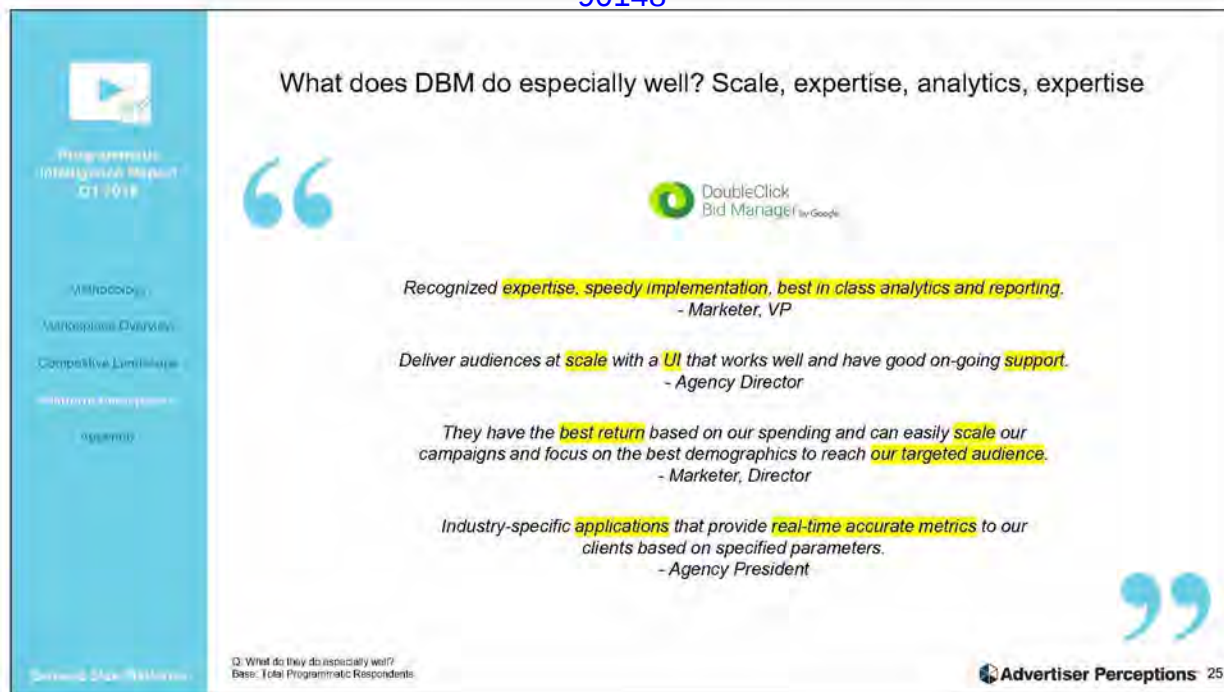 What does DBM do especially well? Scale, expertise, analytics, expertise
Programmatic
Intelligence Report
DoubleClick
Bid Manager by Google
Methodology
Marketplace Overview
Competitive Landscape
Appendix
Recognized expertise, speedy implementation, best in class analytics and reporting.
- Marketer, VP
Deliver audiences at scale with a UI that works well and have good on-going support.
- Agency Director
They have the best return based on our spending and can easily scale our
campaigns and focus on the best demographics to reach our targeted audience.
- Marketer, Director
Industry-specific applications that provide real-time accurate metrics to our
clients based on specified parameters.
- Agency President
Q: What do they do especially well?
Base: Total Programmatic Respondents
Advertiser Perceptions 25